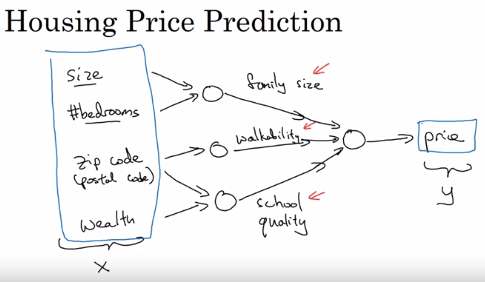 Housing Price Prediction
size
#bedrooms
zip code
(postal code)
wealth
x
family size
walkability
school
quality
price
y